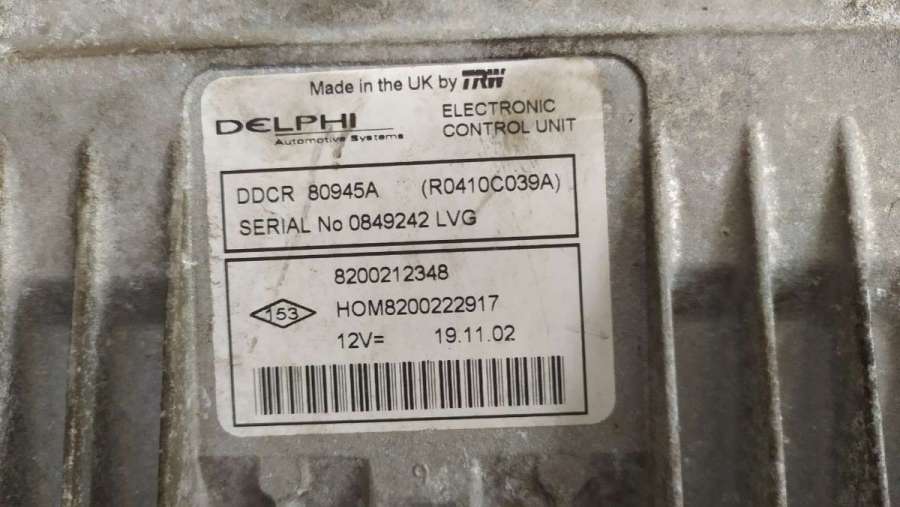 Made in the UK by TRW
DELPHI
Automotive Systems
ELECTRONIC
CONTROL UNIT
DDCR 80945A (R0410C039A)
SERIAL No 0849242 LVG
8200212348
153
HOM8200222917
12V= 19.11.02
9